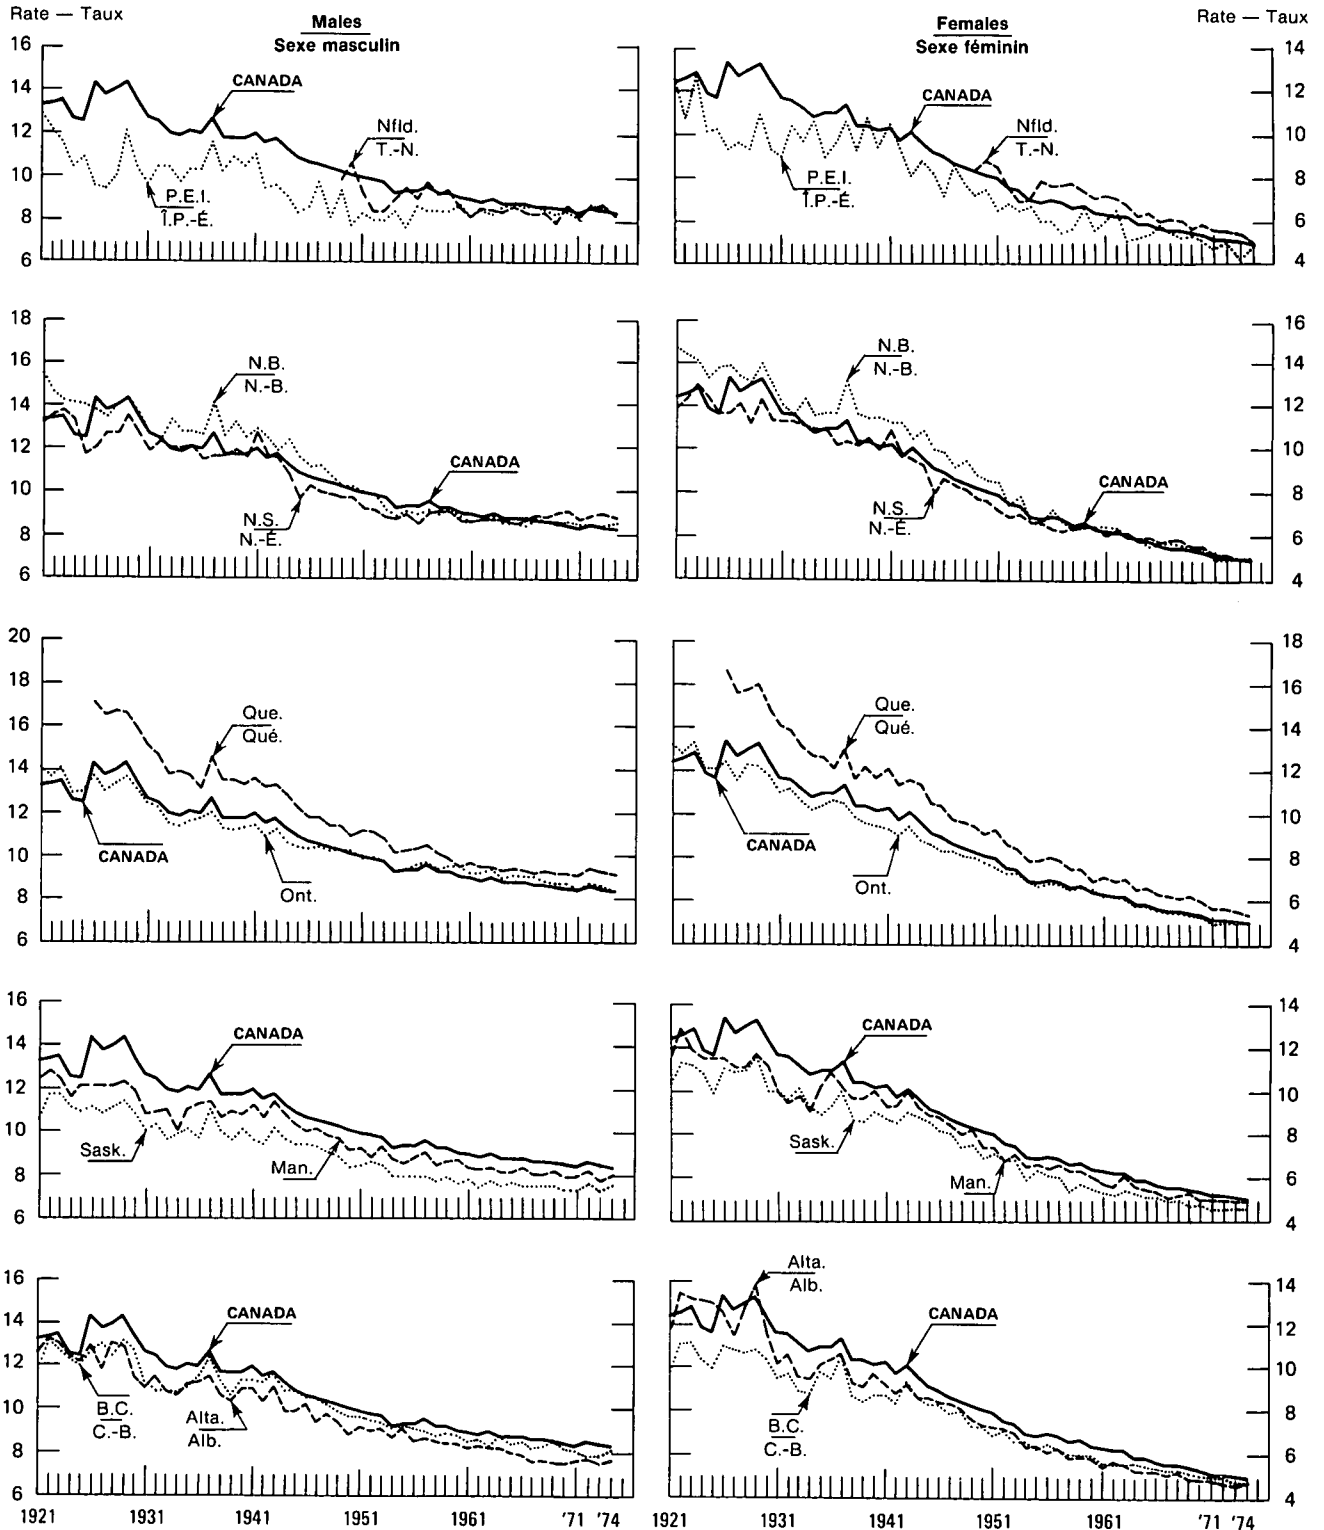 Rate — Taux
Males
Sexe masculin
Females
Sexe féminin
Rate — Taux
16
14
12
10
8
6
CANADA
Nfld.
T.-N.
P.E.I.
Î.P.-É.
CANADA
Nfld.
T.-N.
P.E.I.
Î.P.-É.
14
12
10
8
6
4
18
16
14
12
10
8
6
N.B.
N.-B.
CANADA
N.S.
N.-É.
N.B.
N.-B.
CANADA
N.S.
N.-É.
16
14
12
10
8
6
4
20
18
16
14
12
10
8
6
Que.
Qué.
CANADA
Ont.
Que.
Qué.
CANADA
Ont.
18
16
14
12
10
8
6
4
16
14
12
10
8
6
CANADA
Sask.
Man.
CANADA
Sask.
Man.
14
12
10
8
6
4
16
14
12
10
8
6
CANADA
B.C.
C.-B.
Alta.
Alb.
Alta.
Alb.
CANADA
B.C.
C.-B.
14
12
10
8
6
4
1921 1931 1941 1951 1961 '71 '74
1921 1931 1941 1951 1961 '71 '74